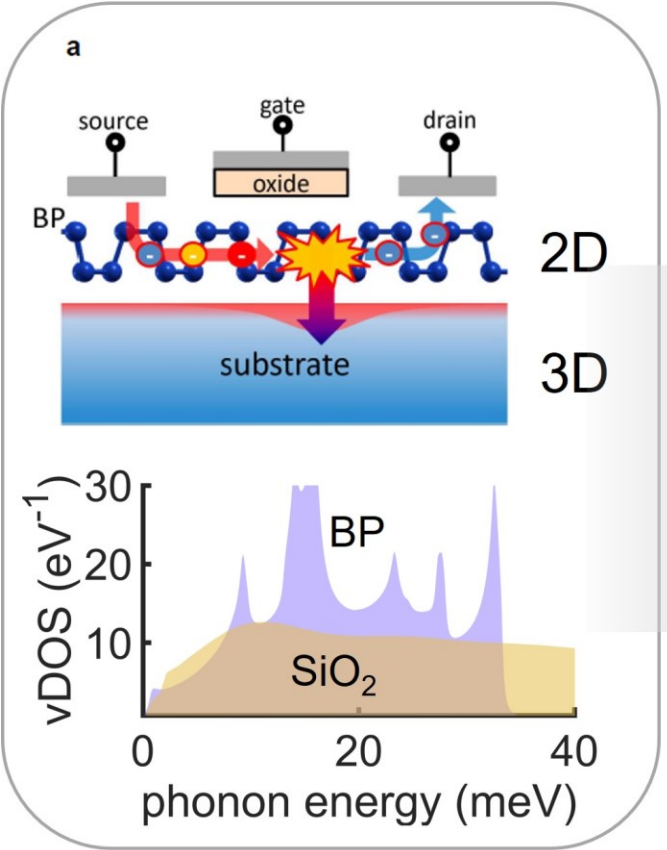 a
source
gate
drain
oxide
BP
2D
substrate
3D
vDOS (eV⁻¹)
30
20
10
BP
SiO₂
0
20
40
phonon energy (meV)